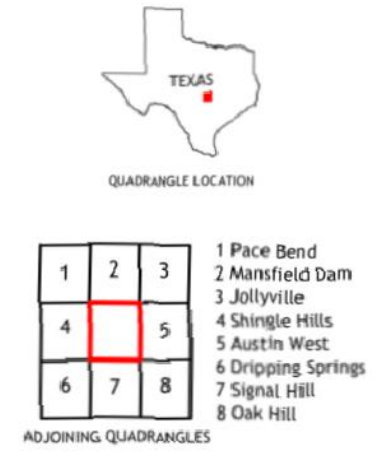 TEXAS
QUADRANGLE LOCATION
1 2 3
4 5
6 7 8
1 Pace Bend
2 Mansfield Dam
3 Jollyville
4 Shingle Hills
5 Austin West
6 Dripping Springs
7 Signal Hill
8 Oak Hill
ADJOINING QUADRANGLES